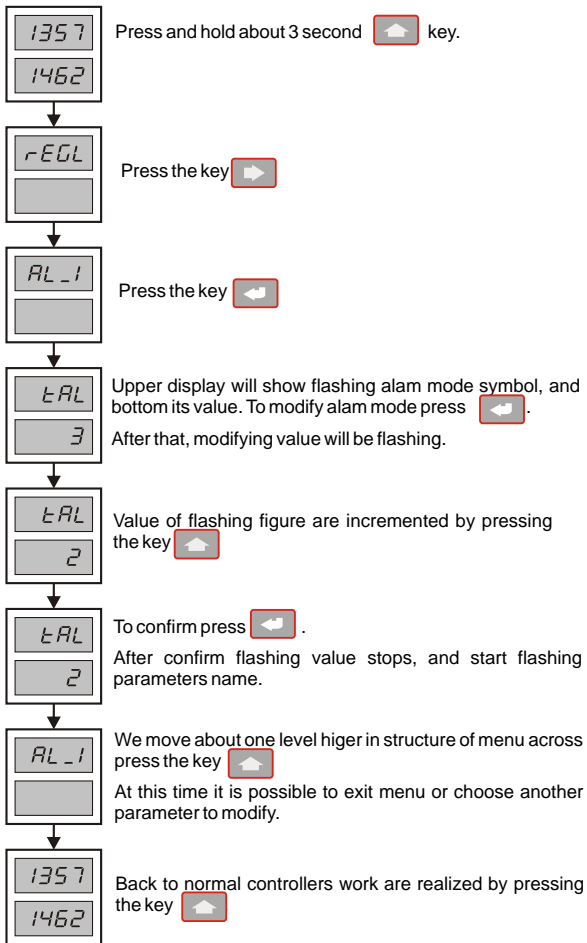 1357
1462
Press and hold about 3 second key.
rEGL
Press the key
AL_1
Press the key
tAL
3
Upper display will show flashing alam mode symbol, and
bottom its value. To modify alam mode press .
After that, modifying value will be flashing.
tAL
2
Value of flashing figure are incremented by pressing
the key
tAL
2
To confirm press .
After confirm flashing value stops, and start flashing
parameters name.
AL_1
We move about one level higer in structure of menu across
press the key
At this time it is possible to exit menu or choose another
parameter to modify.
1357
1462
Back to normal controllers work are realized by pressing
the key